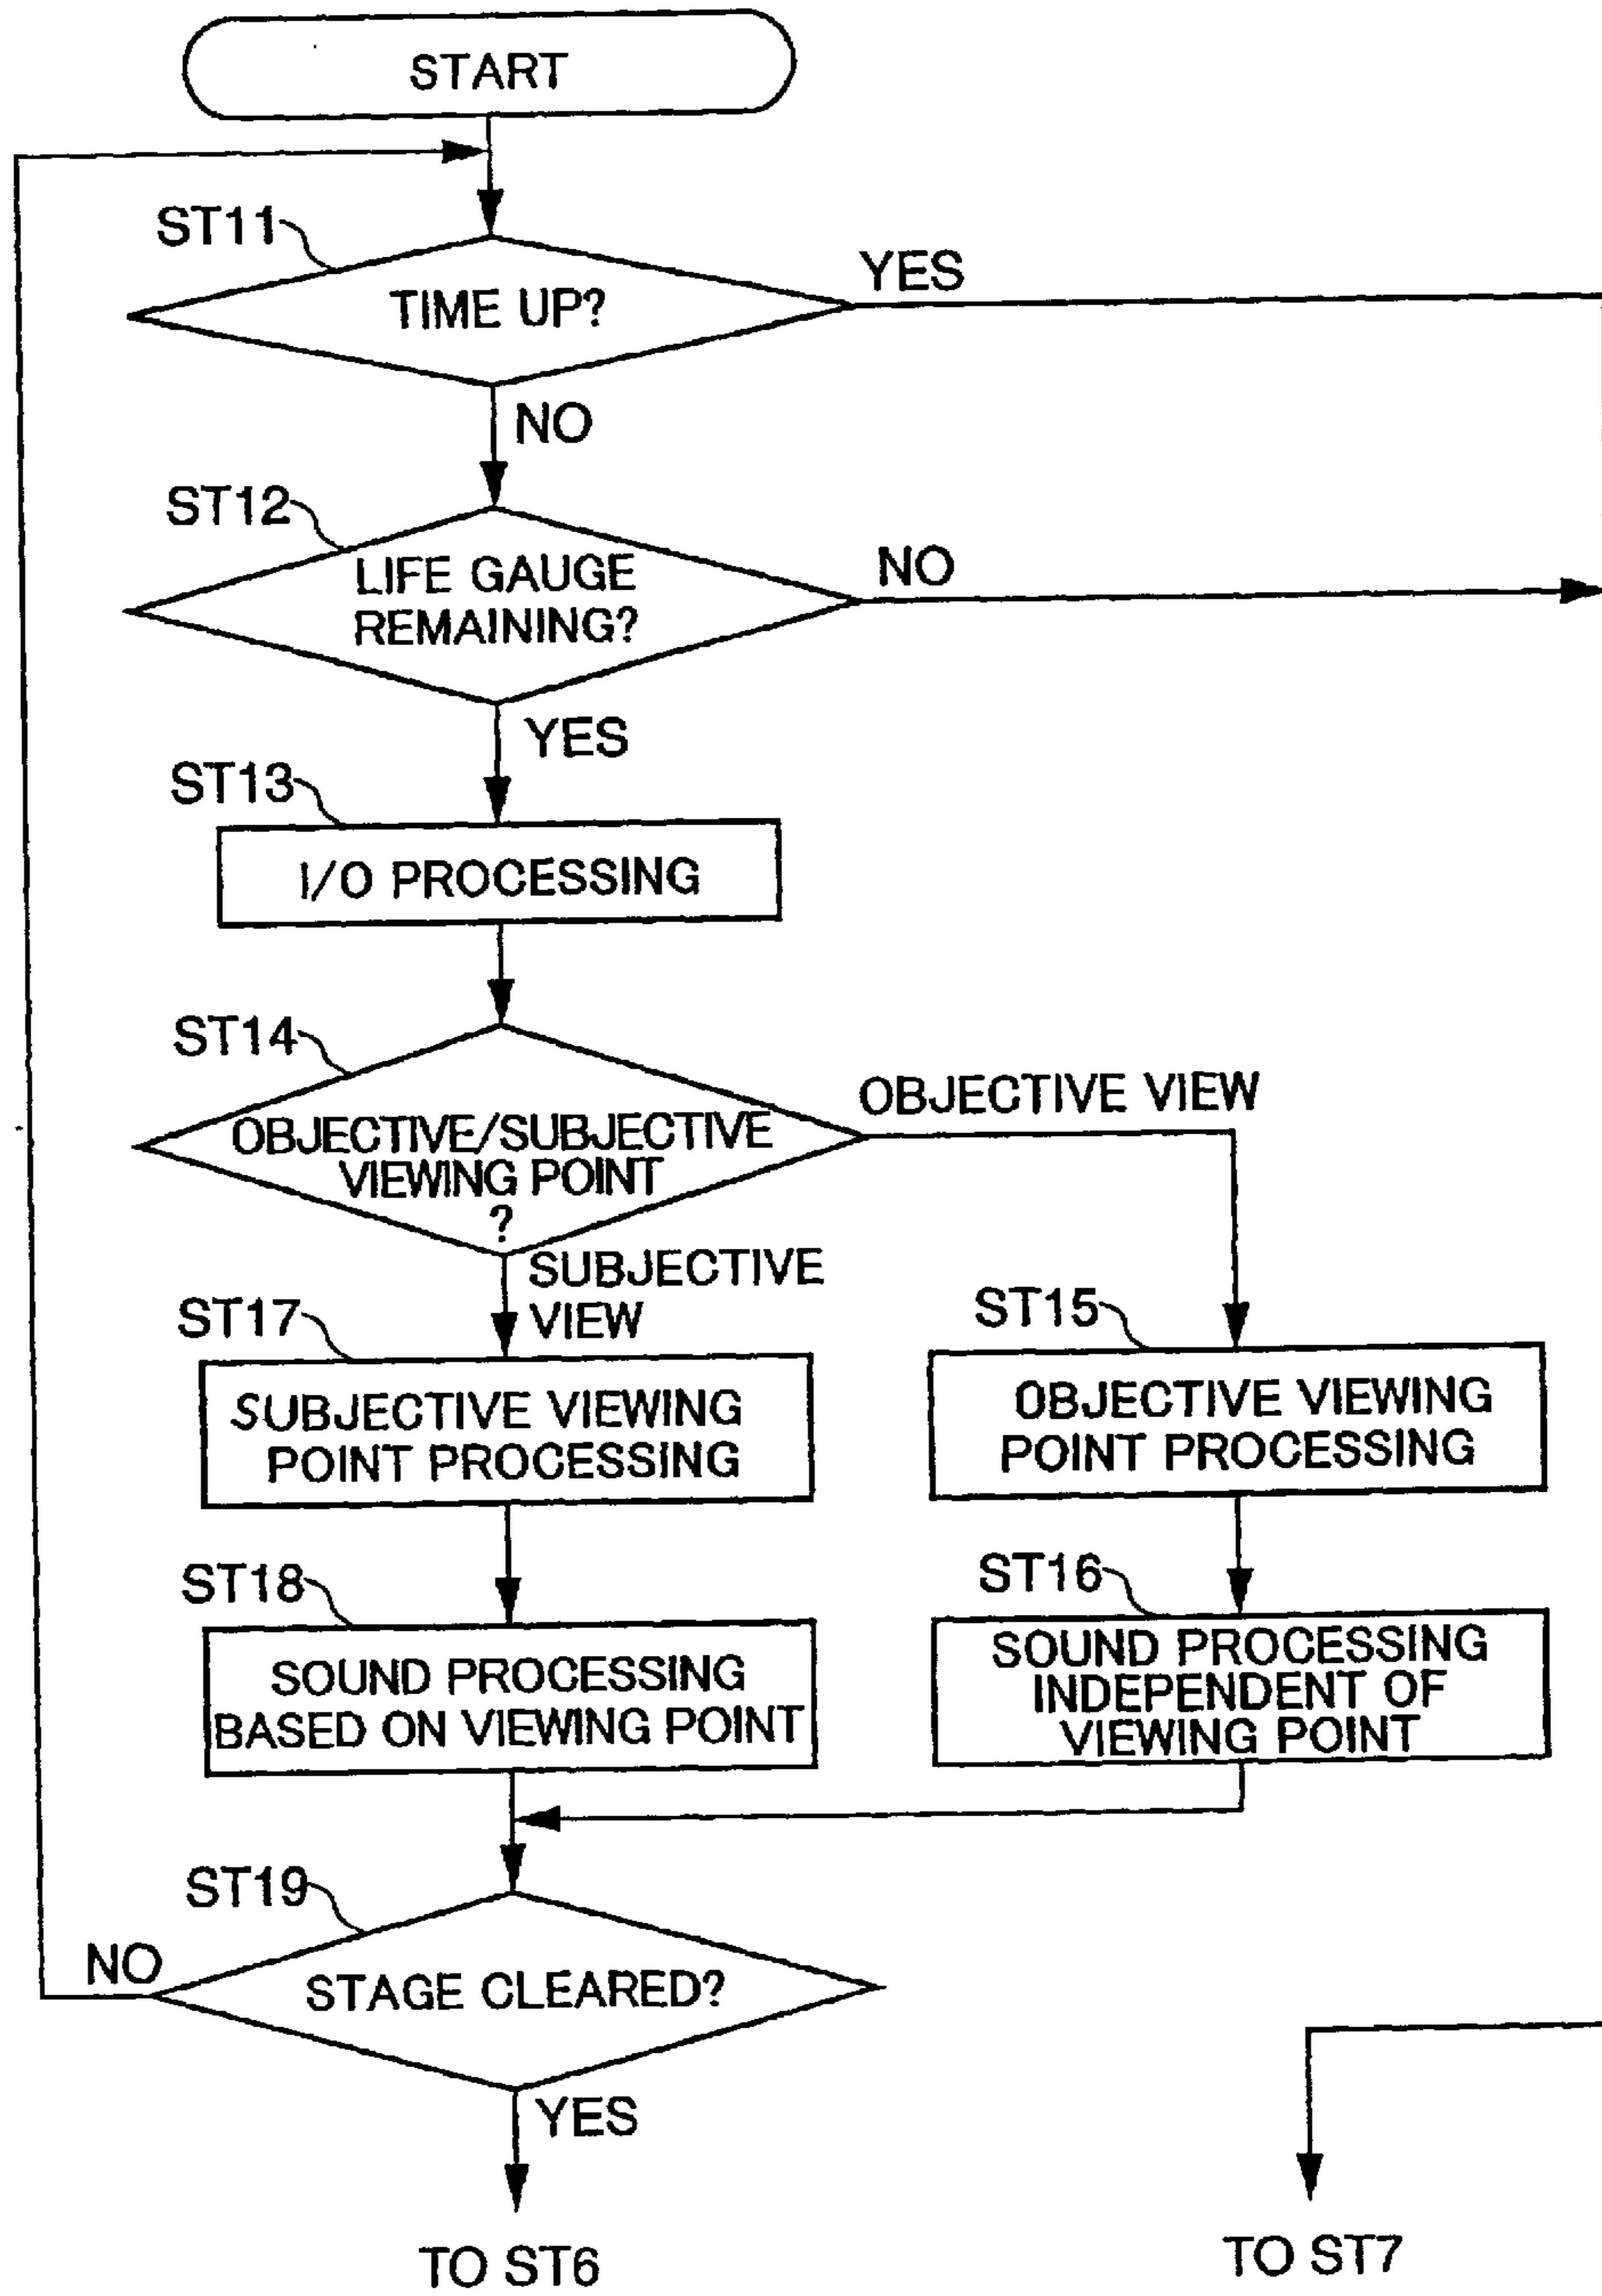 START
ST11
TIME UP?
YES
NO
ST12
LIFE GAUGE
REMAINING?
NO
YES
ST13
I/O PROCESSING
ST14
OBJECTIVE/SUBJECTIVE
VIEWING POINT
?
OBJECTIVE VIEW
SUBJECTIVE
VIEW
ST17
SUBJECTIVE VIEWING
POINT PROCESSING
ST15
OBJECTIVE VIEWING
POINT PROCESSING
ST18
SOUND PROCESSING
BASED ON VIEWING POINT
ST16
SOUND PROCESSING
INDEPENDENT OF
VIEWING POINT
ST19
NO
STAGE CLEARED?
YES
TO ST6
TO ST7